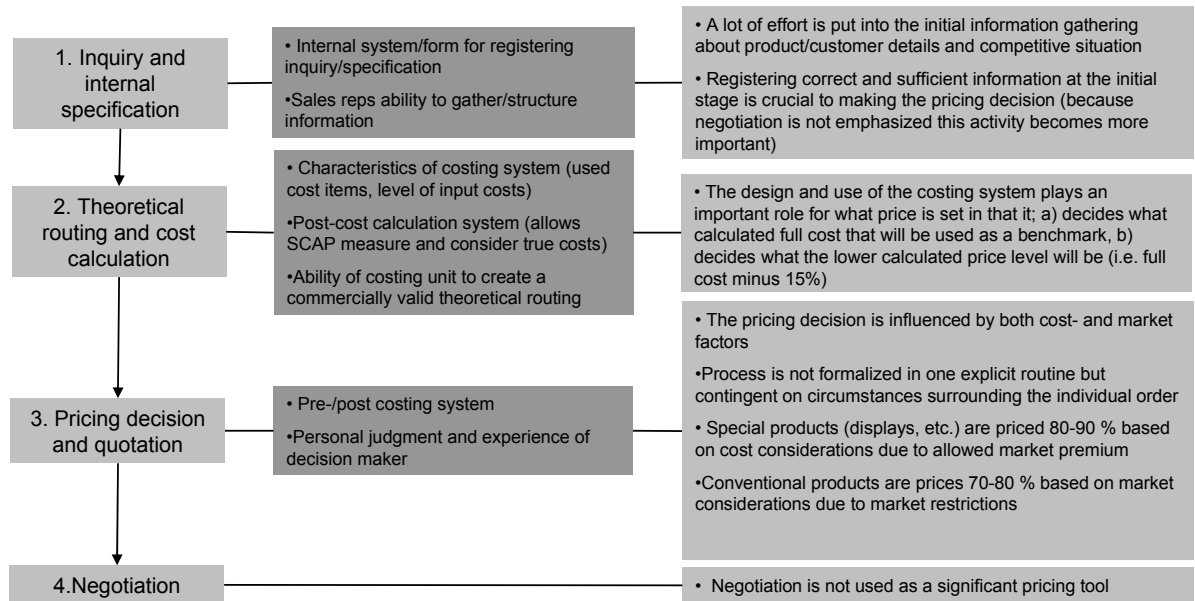 1. Inquiry and
internal
specification
• Internal system/form for registering
inquiry/specification
•Sales reps ability to gather/structure
information
• A lot of effort is put into the initial information gathering
about product/customer details and competitive situation
• Registering correct and sufficient information at the initial
stage is crucial to making the pricing decision (because
negotiation is not emphasized this activity becomes more
important)
2. Theoretical
routing and cost
calculation
• Characteristics of costing system (used
cost items, level of input costs)
•Post-cost calculation system (allows
SCAP measure and consider true costs)
•Ability of costing unit to create a
commercially valid theoretical routing
• The design and use of the costing system plays an
important role for what price is set in that it; a) decides what
calculated full cost that will be used as a benchmark, b)
decides what the lower calculated price level will be (i.e. full
cost minus 15%)
3. Pricing decision
and quotation
• Pre-/post costing system
•Personal judgment and experience of
decision maker
• The pricing decision is influenced by both cost- and market
factors
•Process is not formalized in one explicit routine but
contingent on circumstances surrounding the individual order
• Special products (displays, etc.) are priced 80-90 % based
on cost considerations due to allowed market premium
•Conventional products are prices 70-80 % based on market
considerations due to market restrictions
4.Negotiation
• Negotiation is not used as a significant pricing tool